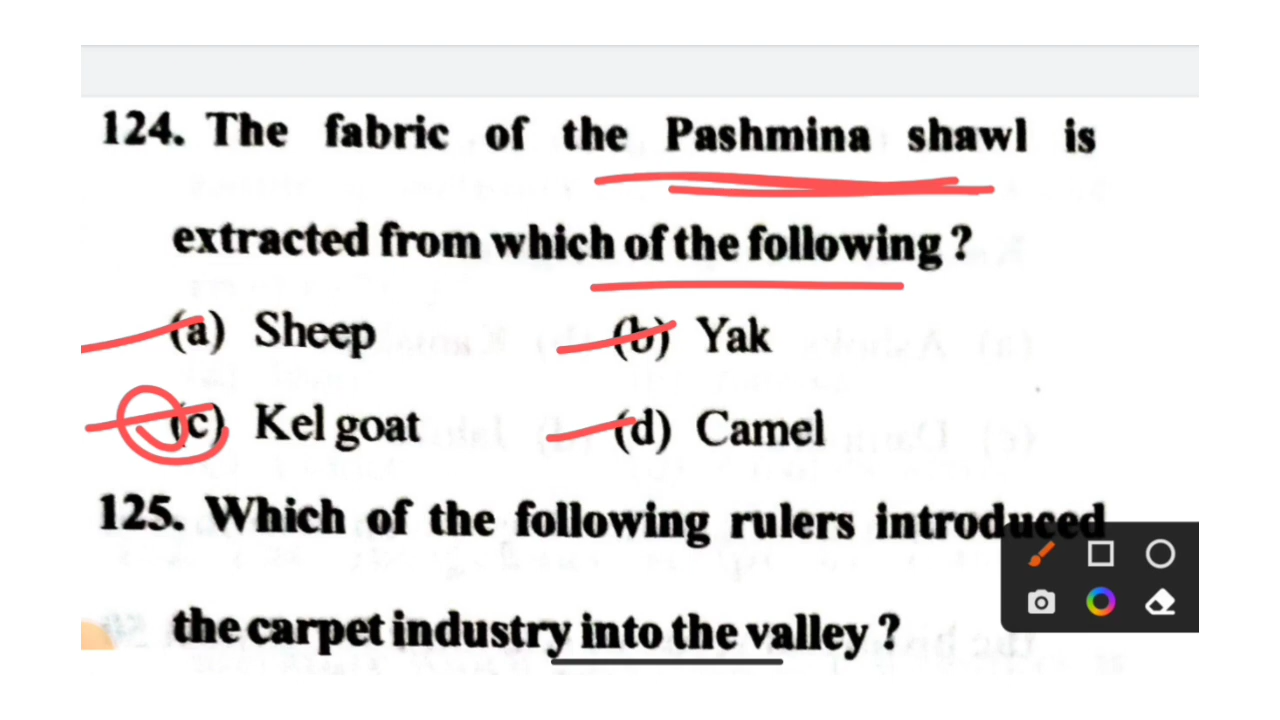 124. The fabric of the Pashmina shawl is
extracted from which of the following ?
(a) Sheep (b) Yak
(c) Kel goat (d) Camel
125. Which of the following rulers introduced
the carpet industry into the valley ?